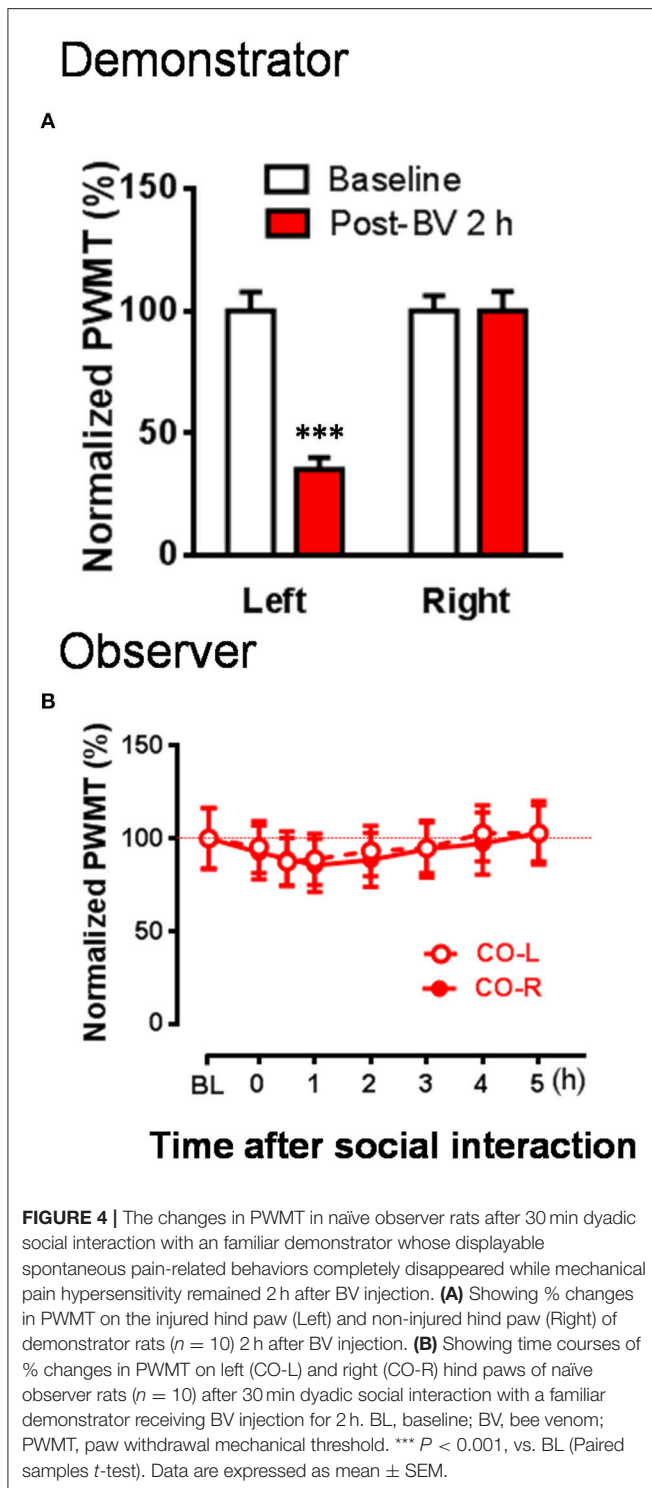 Demonstrator
A
Normalized PWMT (%)
150
100
50
0
Baseline
Post-BV 2 h
***
Left
Right
Observer
B
Normalized PWMT (%)
150
100
50
0
CO-L
CO-R
BL 0 1 2 3 4 5 (h)
Time after social interaction
FIGURE 4 | The changes in PWMT in naïve observer rats after 30 min dyadic
social interaction with an familiar demonstrator whose displayable
spontaneous pain-related behaviors completely disappeared while mechanical
pain hypersensitivity remained 2 h after BV injection. (A) Showing % changes
in PWMT on the injured hind paw (Left) and non-injured hind paw (Right) of
demonstrator rats (n = 10) 2 h after BV injection. (B) Showing time courses of
% changes in PWMT on left (CO-L) and right (CO-R) hind paws of naïve
observer rats (n = 10) after 30 min dyadic social interaction with a familiar
demonstrator receiving BV injection for 2 h. BL, baseline; BV, bee venom;
PWMT, paw withdrawal mechanical threshold. *** P < 0.001, vs. BL (Paired
samples t-test). Data are expressed as mean ± SEM.